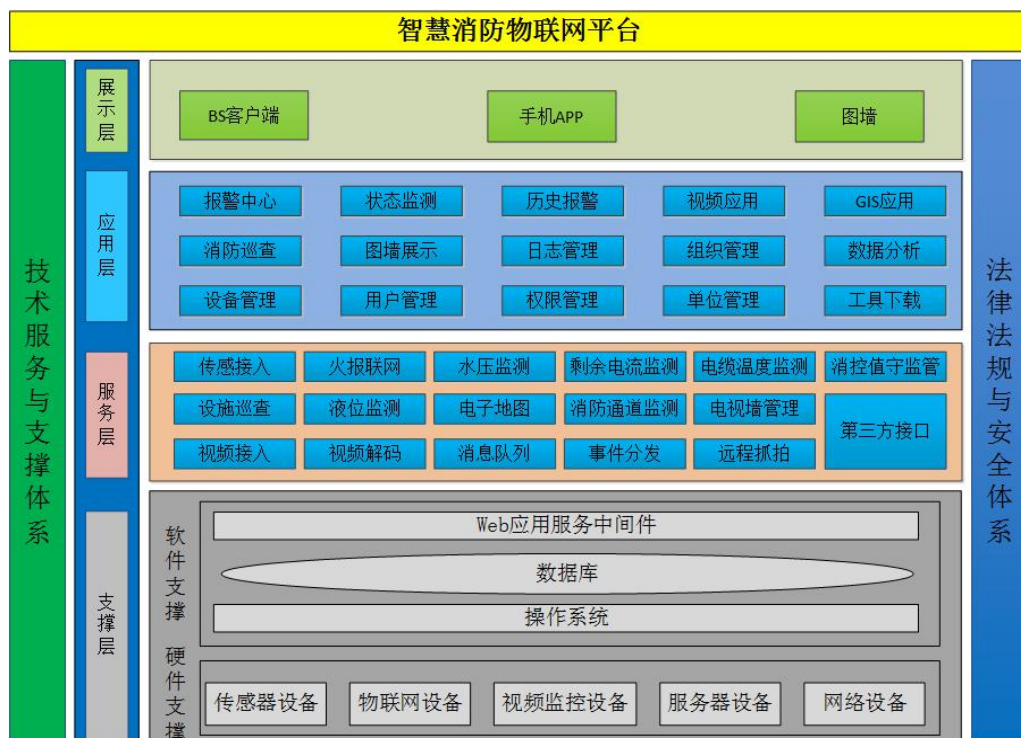 智慧消防物联网平台
技术服务与支撑体系
展示层
BS客户端
手机APP
图墙
应用层
报警中心
状态监测
历史报警
视频应用
GIS应用
消防巡查
图墙展示
日志管理
组织管理
数据分析
设备管理
用户管理
权限管理
单位管理
工具下载
服务层
传感接入
火报联网
水压监测
剩余电流监测
电缆温度监测
消控值守监管
设施巡查
液位监测
电子地图
消防通道监测
电视墙管理
第三方接口
视频接入
视频解码
消息队列
事件分发
远程抓拍
支撑层
软件支撑
Web应用服务中间件
数据库
操作系统
硬件支撑
传感器设备
物联网设备
视频监控设备
服务器设备
网络设备
法律法规与安全体系